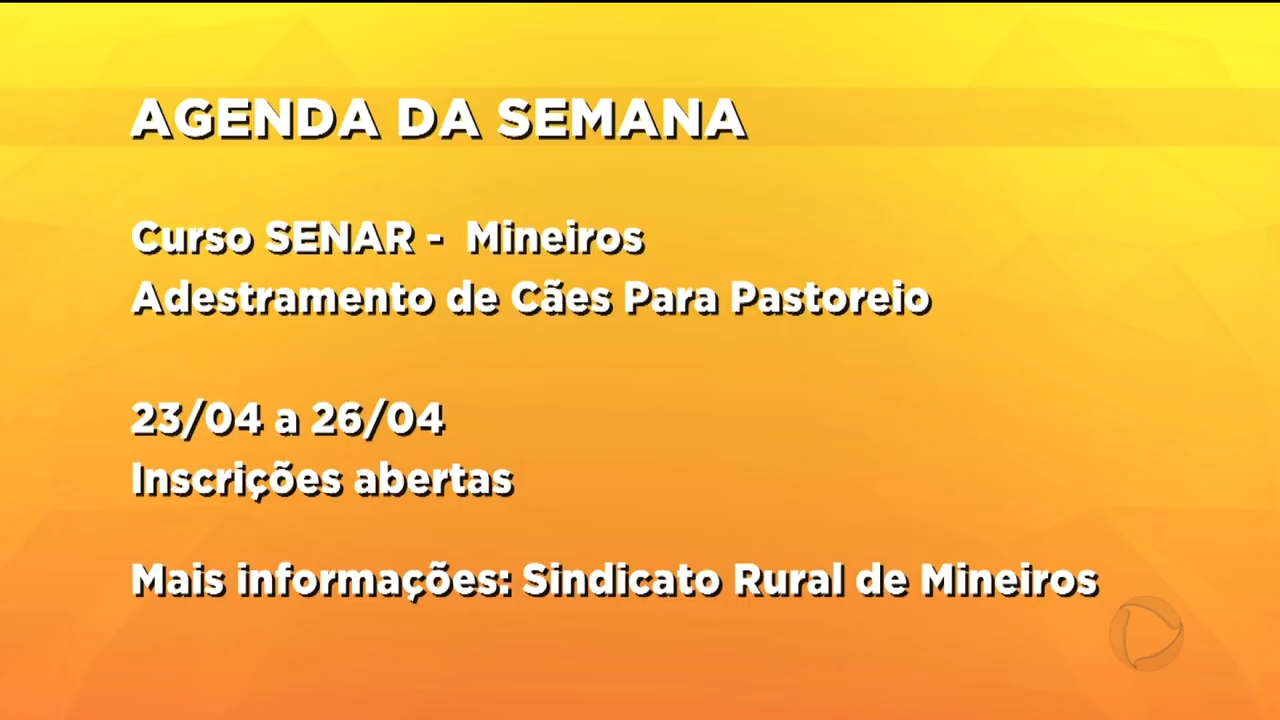 AGENDA DA SEMANA
Curso SENAR - Mineiros
Adestramento de Cães Para Pastoreio
23/04 a 26/04
Inscrições abertas
Mais informações: Sindicato Rural de Mineiros